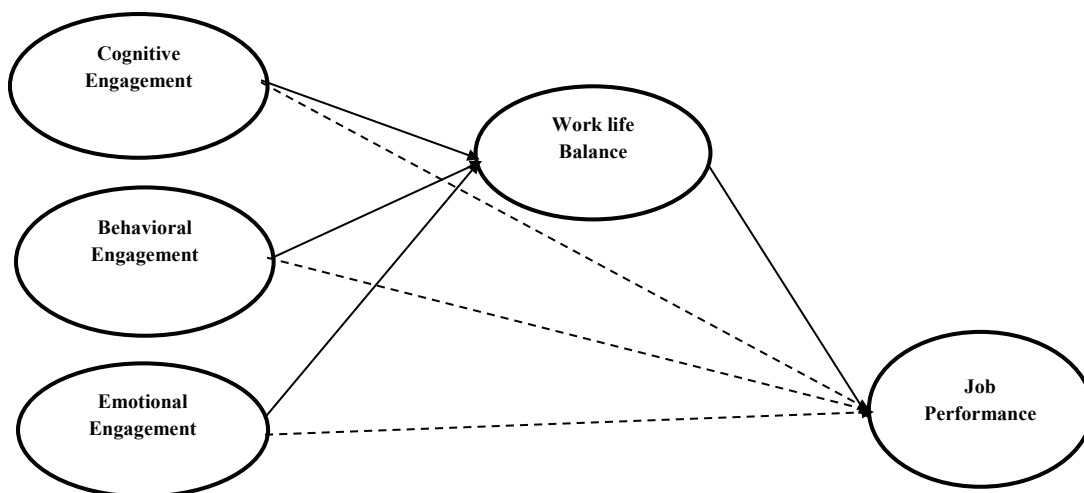 Cognitive
Engagement
Work life
Balance
Behavioral
Engagement
Emotional
Engagement
Job
Performance